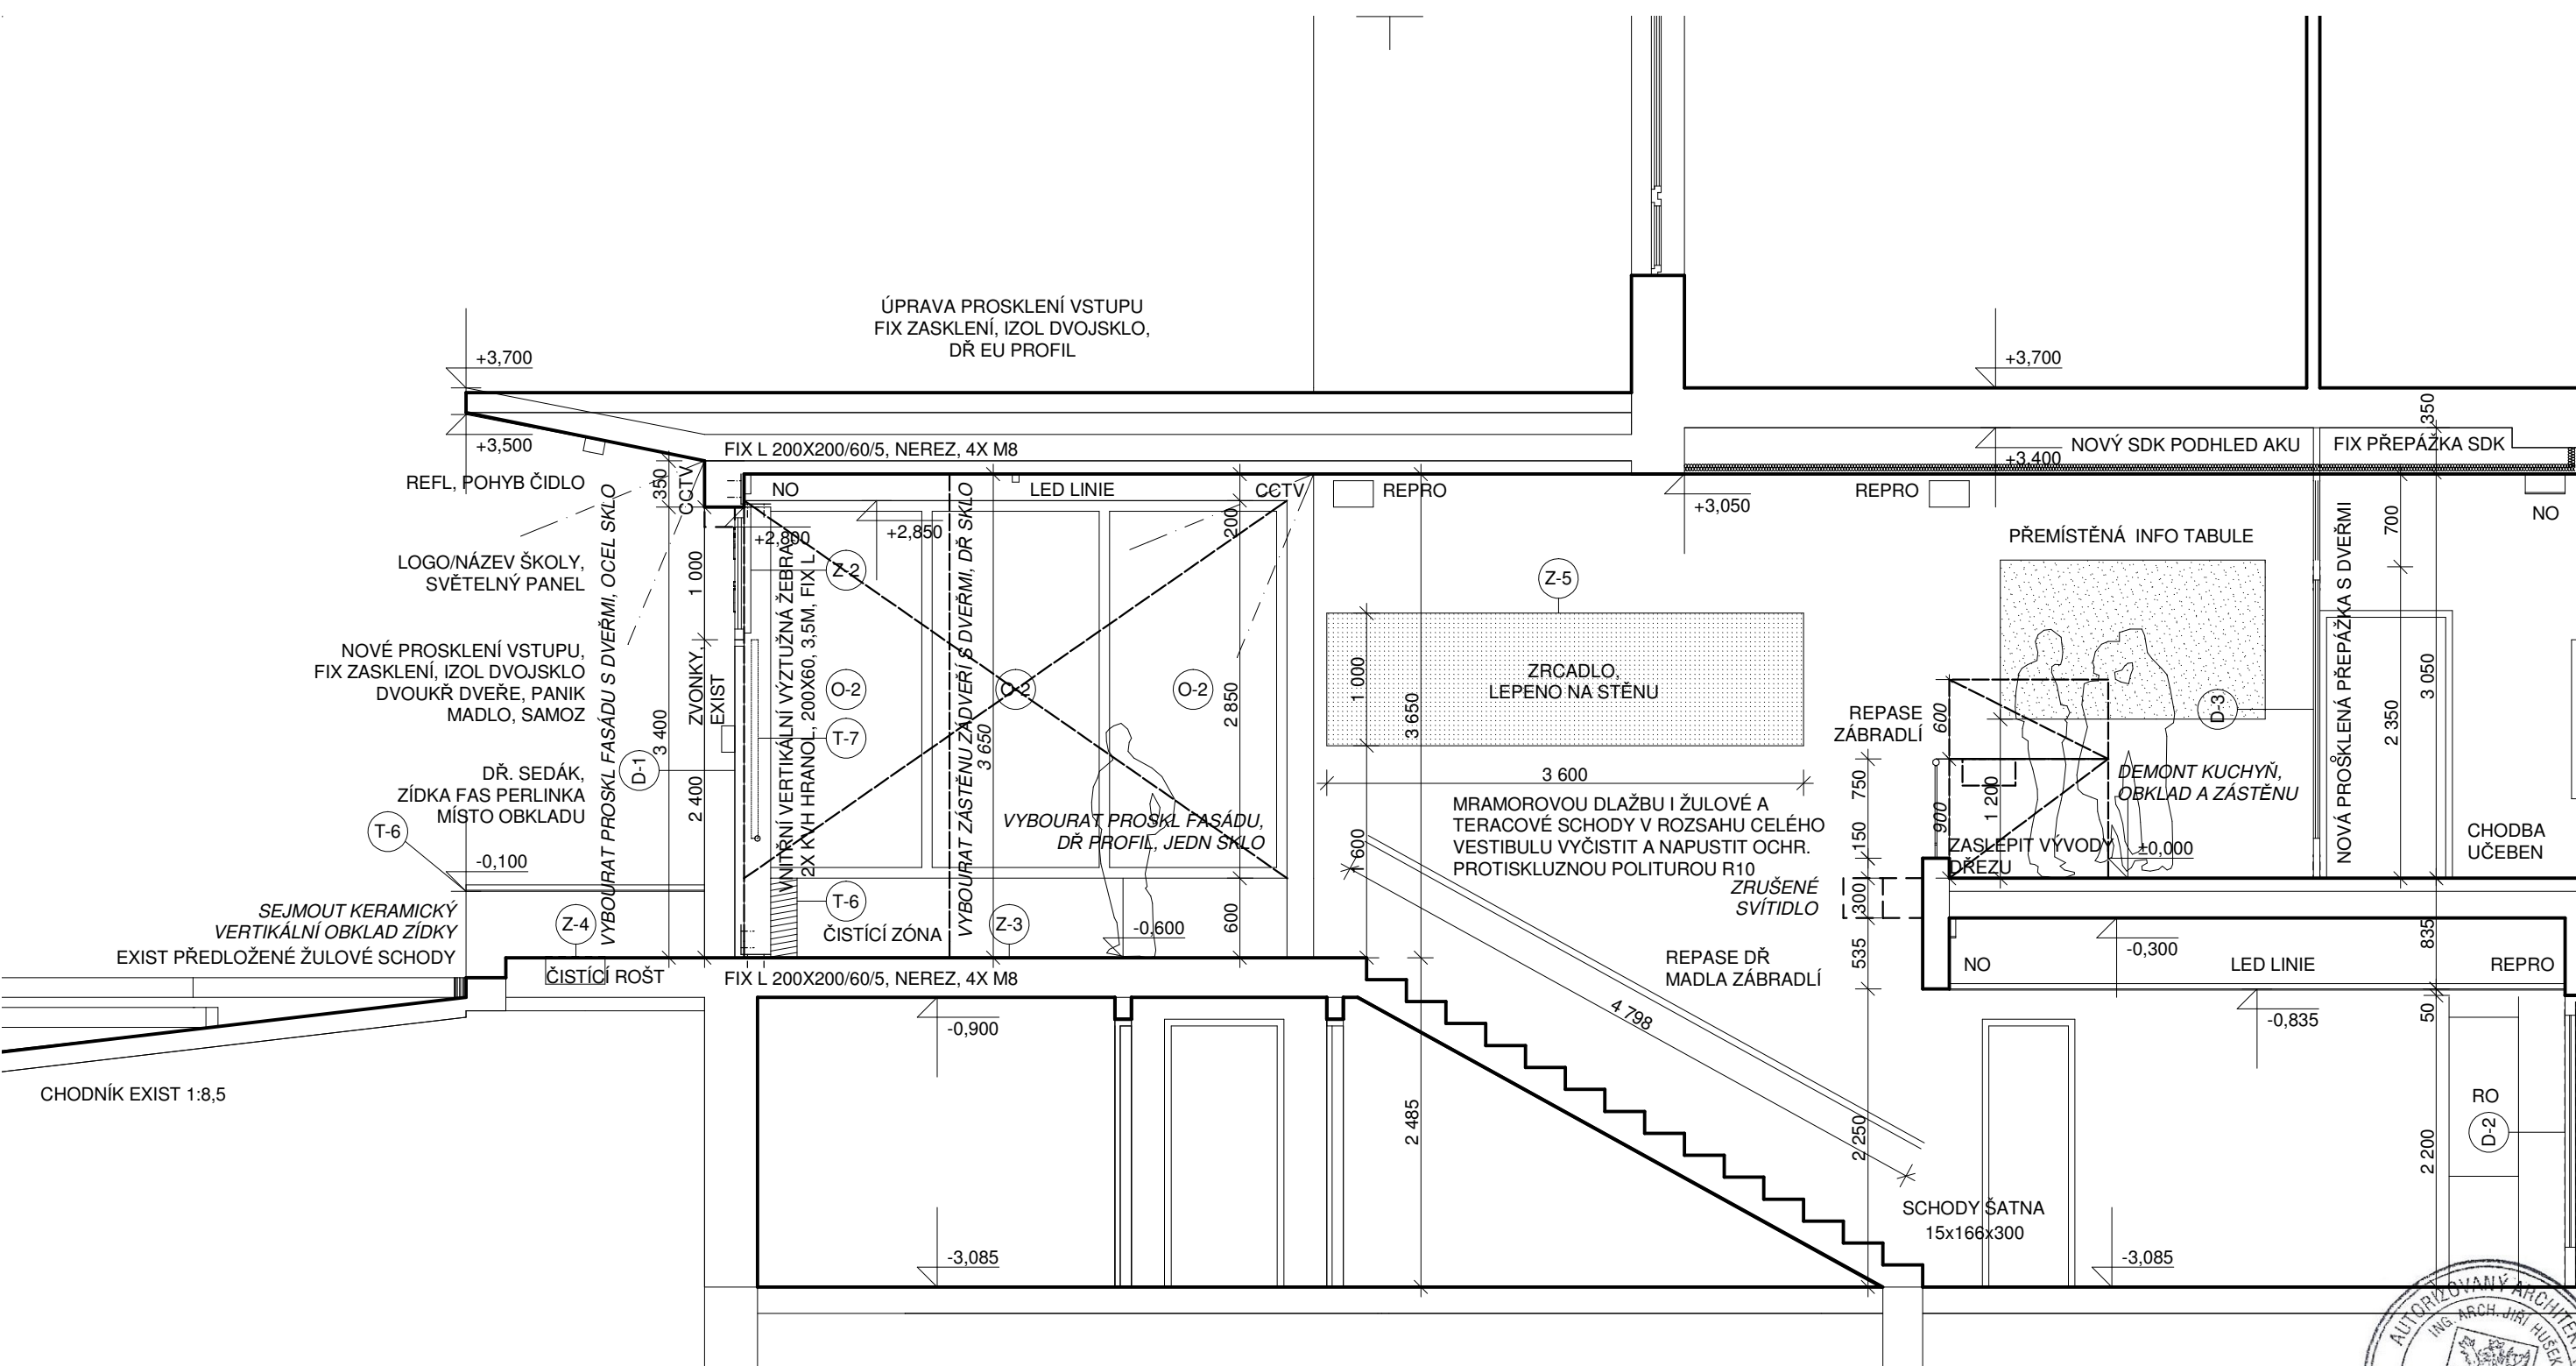 ÚPRAVA PROSKLENÍ VSTUPU
FIX ZASKLENÍ, IZOL DVOJSKLO,
DŘ EU PROFIL
+3,700
+3,500
+3,700
+3,400
350
NOVÝ SDK PODHLED AKU
FIX PŘEPÁŽKA SDK
FIX L 200X200/60/5, NEREZ, 4X M8
REFL, POHYB ČIDLO
350
CCTV
NO
LED LINIE
CCTV
REPRO
REPRO
+3,050
NO
+2,800
+2,850
200
700
LOGO/NÁZEV ŠKOLY,
SVĚTELNÝ PANEL
1 000
Z-2
Z-5
PŘEMÍSTĚNÁ INFO TABULE
NOVÉ PROSKLENÍ VSTUPU,
FIX ZASKLENÍ, IZOL DVOJSKLO
DVOUKŘ DVEŘE, PANIK
MADLO, SAMOZ
VYBOURAT PROSKL FASÁDU S DVEŘMI, OCEL SKLO
3 400
ZVONKY,
EXIST
VNITŘNÍ VERTIKÁLNÍ VÝZTUŽNÁ ŽEBRA
2X KVH HRANOL, 200X60, 3,5M, FIX L
VYBOURAT ZÁSTĚNU ZÁDVEŘÍ S DVEŘMI, DŘ SKLO
3 650
O-2
O-2
O-2
T-7
2 850
1 000
3 650
ZRCADLO,
LEPENO NA STĚNU
3 600
REPASE
ZÁBRADLÍ
600
900
1 200
D-3
NOVÁ PROSKLENÁ PŘEPÁŽKA S DVEŘMI
2 350
3 050
DEMONT KUCHYŇ,
OBKLAD A ZÁSTĚNU
D-1
2 400
DŘ. SEDÁK,
ZÍDKA FAS PERLINKA
MÍSTO OBKLADU
T-6
-0,100
VYBOURAT PROSKL FASÁDU,
DŘ PROFIL, JEDN SKLO
MRAMOROVOU DLAŽBU I ŽULOVÉ A
TERACOVÉ SCHODY V ROZSAHU CELÉHO
VESTIBULU VYČISTIT A NAPUSTIT OCHR.
PROTISKLUZNOU POLITUROU R10
1 600
750
150
ZASLEPIT VÝVODY
DŘEZU
±0,000
CHODBA
UČEBEN
ZRUŠENÉ
SVÍTIDLO
300
SEJMOUT KERAMICKÝ
VERTIKÁLNÍ OBKLAD ZÍDKY
EXIST PŘEDLOŽENÉ ŽULOVÉ SCHODY
Z-4
ČISTÍCÍ ROŠT
T-6
ČISTÍCÍ ZÓNA
Z-3
-0,600
600
FIX L 200X200/60/5, NEREZ, 4X M8
REPASE DŘ
MADLA ZÁBRADLÍ
535
NO
-0,300
LED LINIE
REPRO
835
-0,900
4 798
-0,835
50
CHODNÍK EXIST 1:8,5
2 485
2 250
2 200
RO
D-2
SCHODY ŠATNA
15x166x300
-3,085
-3,085
AUTORIZOVANÝ ARCHITEKT
ING. ARCH. JIŘÍ HUŠEK